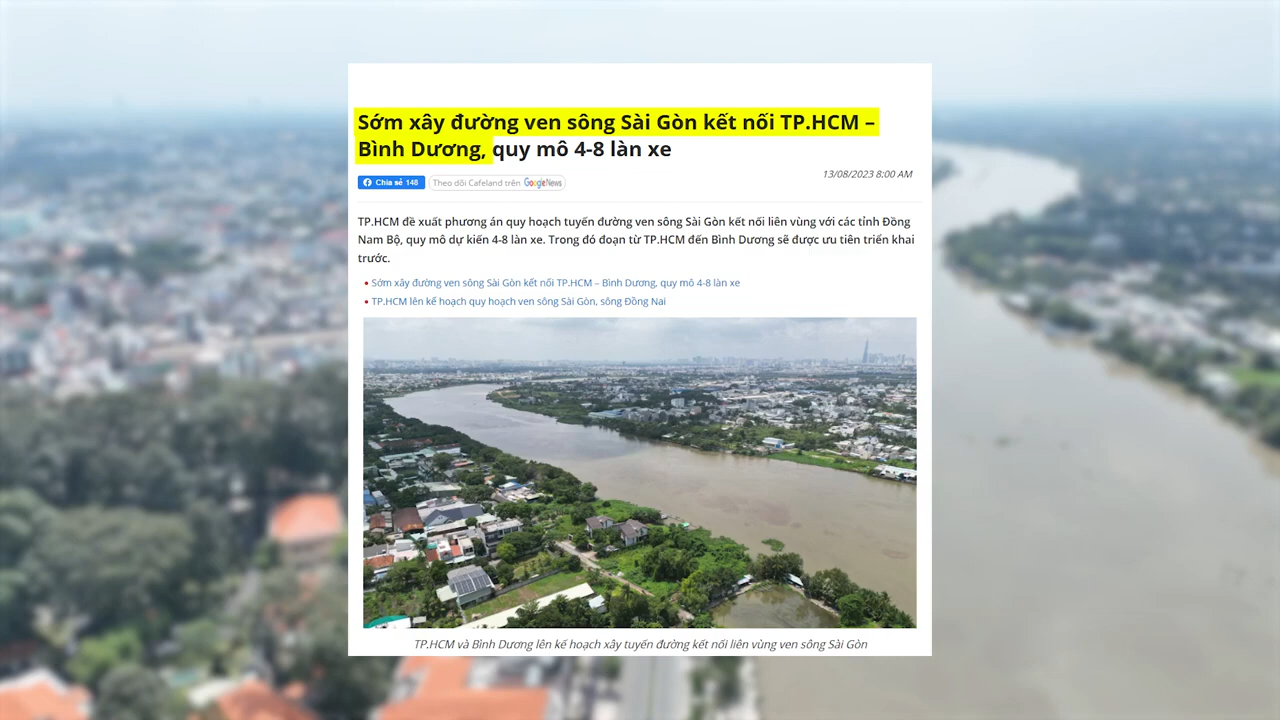 Sớm xây đường ven sông Sài Gòn kết nối TP.HCM –
Bình Dương, quy mô 4-8 làn xe
Chia sẻ 148
Theo dõi Cafeland trên Google News
13/08/2023 8:00 AM
TP.HCM đề xuất phương án quy hoạch tuyến đường ven sông Sài Gòn kết nối liên vùng với các tỉnh Đông
Nam Bộ, quy mô dự kiến 4-8 làn xe. Trong đó đoạn từ TP.HCM đến Bình Dương sẽ được ưu tiên triển khai
trước.
Sớm xây đường ven sông Sài Gòn kết nối TP.HCM – Bình Dương, quy mô 4-8 làn xe
TP.HCM lên kế hoạch quy hoạch ven sông Sài Gòn, sông Đồng Nai
TP.HCM và Bình Dương lên kế hoạch xây tuyến đường kết nối liên vùng ven sông Sài Gòn